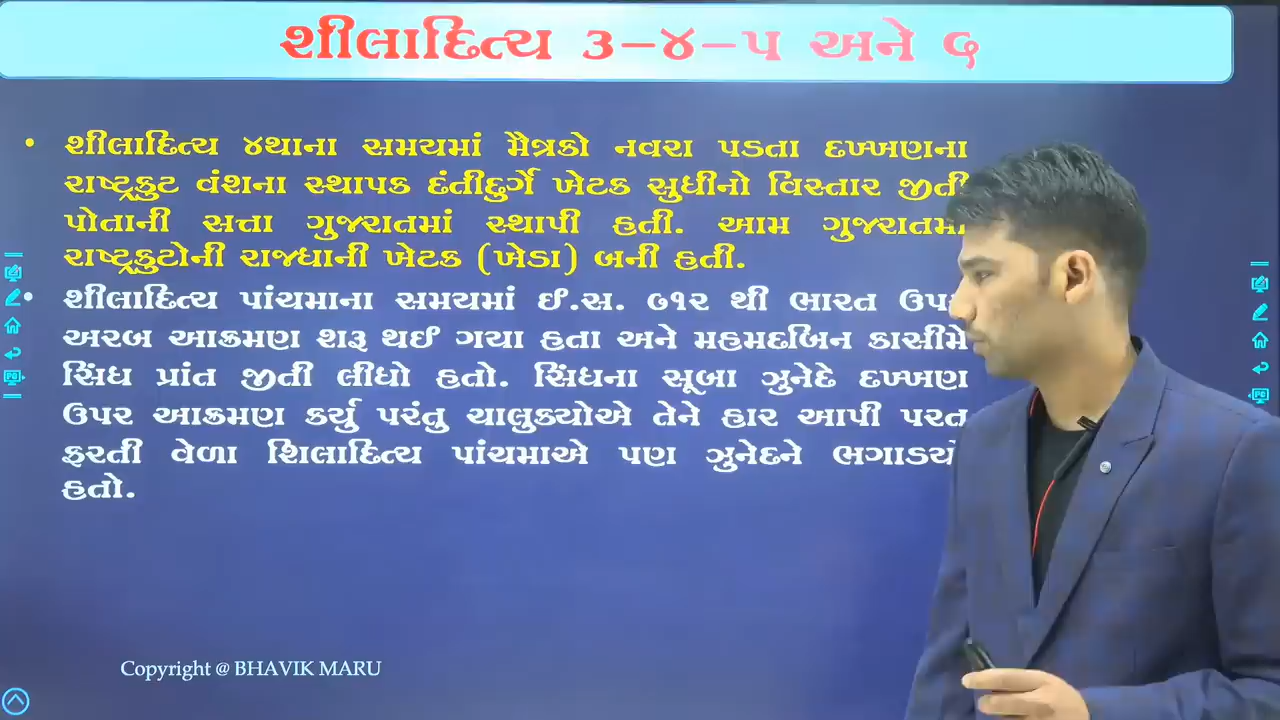 શીલાદિત્ય ૩-૪-૫ અને ૬
• શીલાદિત્ય ૪થાના સમયમાં મૈત્રકો નવરા પડતા દખ્ખણના
રાષ્ટ્રકુટ વંશના સ્થાપક દંતીદુર્ગે ખેટક સુધીનો વિસ્તાર જીતી
પોતાની સત્તા ગુજરાતમાં સ્થાપી હતી. આમ ગુજરાતમાં
રાષ્ટ્રકુટોની રાજધાની ખેટક (ખેડા) બની હતી.
• શીલાદિત્ય પાંચમાના સમયમાં ઈ.સ. ૭૧૨ થી ભારત ઉપર
અરબ આક્રમણ શરૂ થઈ ગયા હતા અને મહમદબિન કાસીમે
સિંધ પ્રાંત જીતી લીધો હતો. સિંધના સૂબા ઝુનેદે દખ્ખણ
ઉપર આક્રમણ કર્યુ પરંતુ ચાલુક્યોએ તેને હાર આપી પરત
ફરતી વેળા શિલાદિત્ય પાંચમાએ પણ ઝુનેદને ભગાડયો
હતો.
Copyright @ BHAVIK MARU